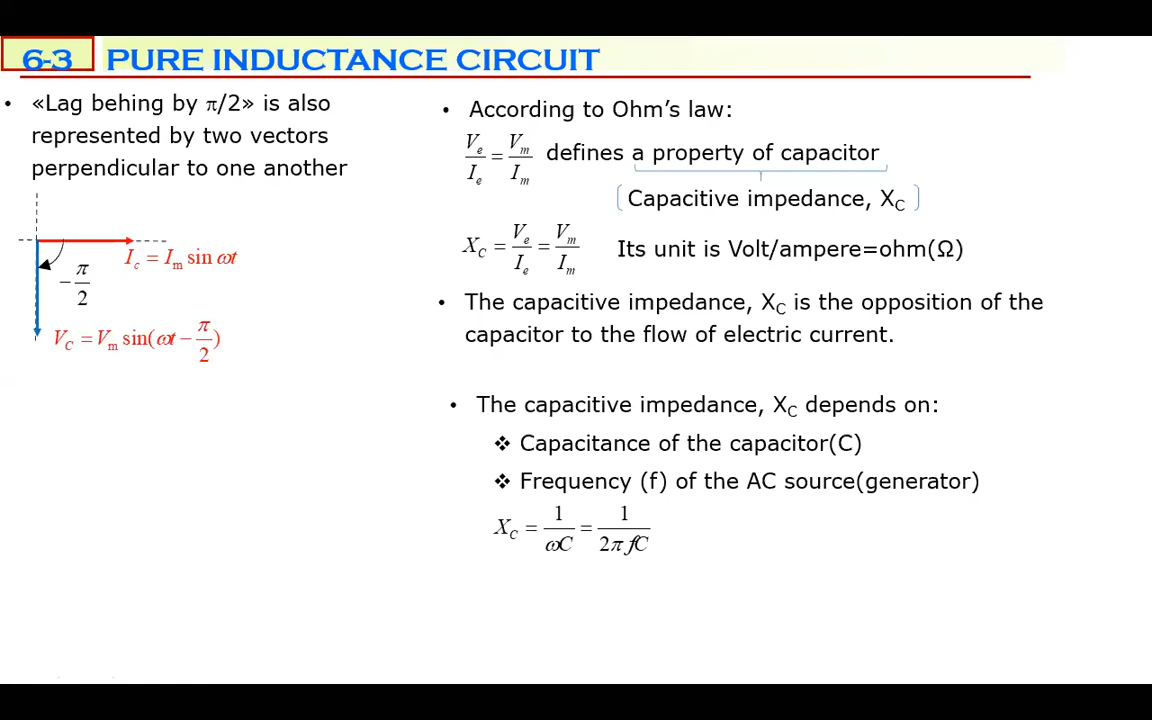 6-3 PURE INDUCTANCE CIRCUIT
• «Lag behing by π/2» is also
represented by two vectors
perpendicular to one another
I_c = I_m sin ωt
−π/2
V_C = V_m sin(ωt − π/2)
• According to Ohm’s law:
V_e/I_e = V_m/I_m defines a property of capacitor
Capacitive impedance, X_C
X_C = V_e/I_e = V_m/I_m Its unit is Volt/ampere=ohm(Ω)
• The capacitive impedance, X_C is the opposition of the
capacitor to the flow of electric current.
• The capacitive impedance, X_C depends on:
❖ Capacitance of the capacitor(C)
❖ Frequency (f) of the AC source(generator)
X_C = 1/ωC = 1/2πfC